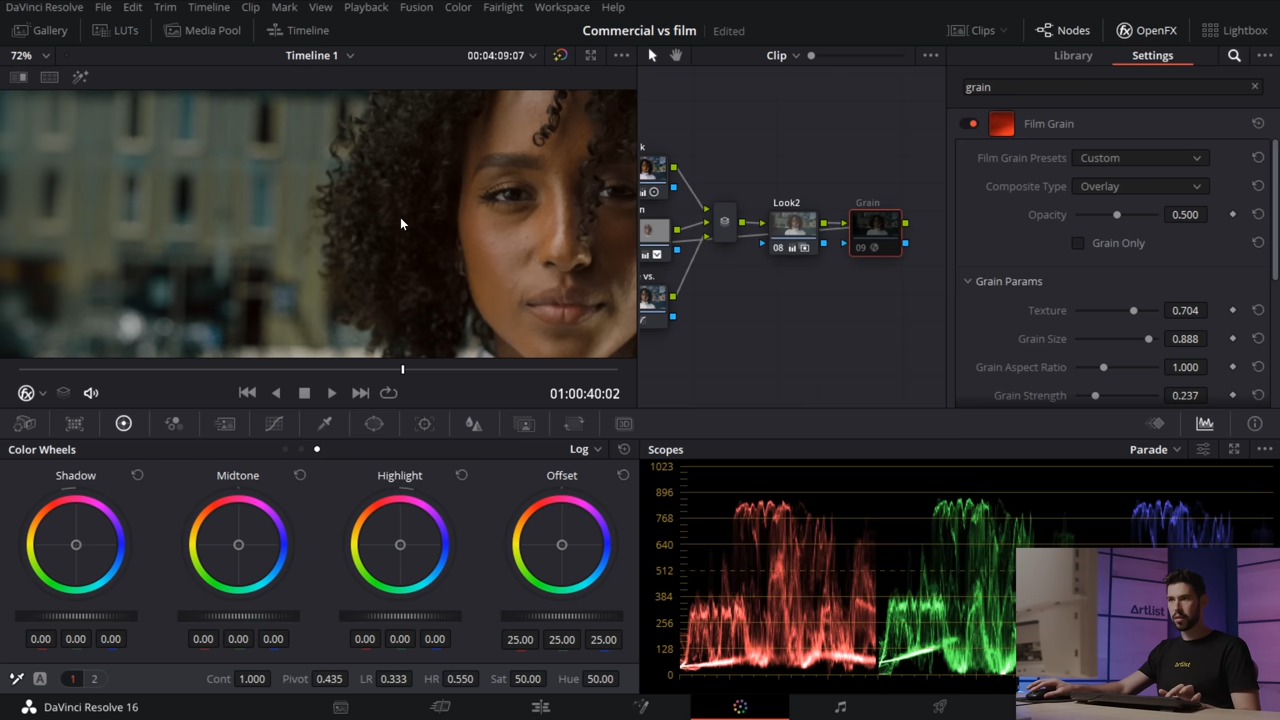 DaVinci Resolve File Edit Trim Timeline Clip Mark View Playback Fusion Color Fairlight Workspace Help
Gallery LUTs Media Pool Timeline Commercial vs film Edited Clips Nodes OpenFX Lightbox
72% Timeline 1 00:04:09:07 Clip Library Settings
grain
Film Grain
Film Grain Presets Custom
Composite Type Overlay
Opacity 0.500
Grain Only
Grain Params
Texture 0.704
Grain Size 0.888
Grain Aspect Ratio 1.000
Grain Strength 0.237
k
n
vs.
Look2 Grain
08 09
01:00:40:02
Color Wheels Log Scopes Parade
Shadow Midtone Highlight Offset
0.00 0.00 0.00 0.00 0.00 0.00 0.00 0.00 0.00 25.00 25.00 25.00
A 1 2 Cont 1.000 Pivot 0.435 LR 0.333 HR 0.550 Sat 50.00 Hue 50.00
1023
896
768
640
512
384
256
128
0
Artlist
Artlist
DaVinci Resolve 16